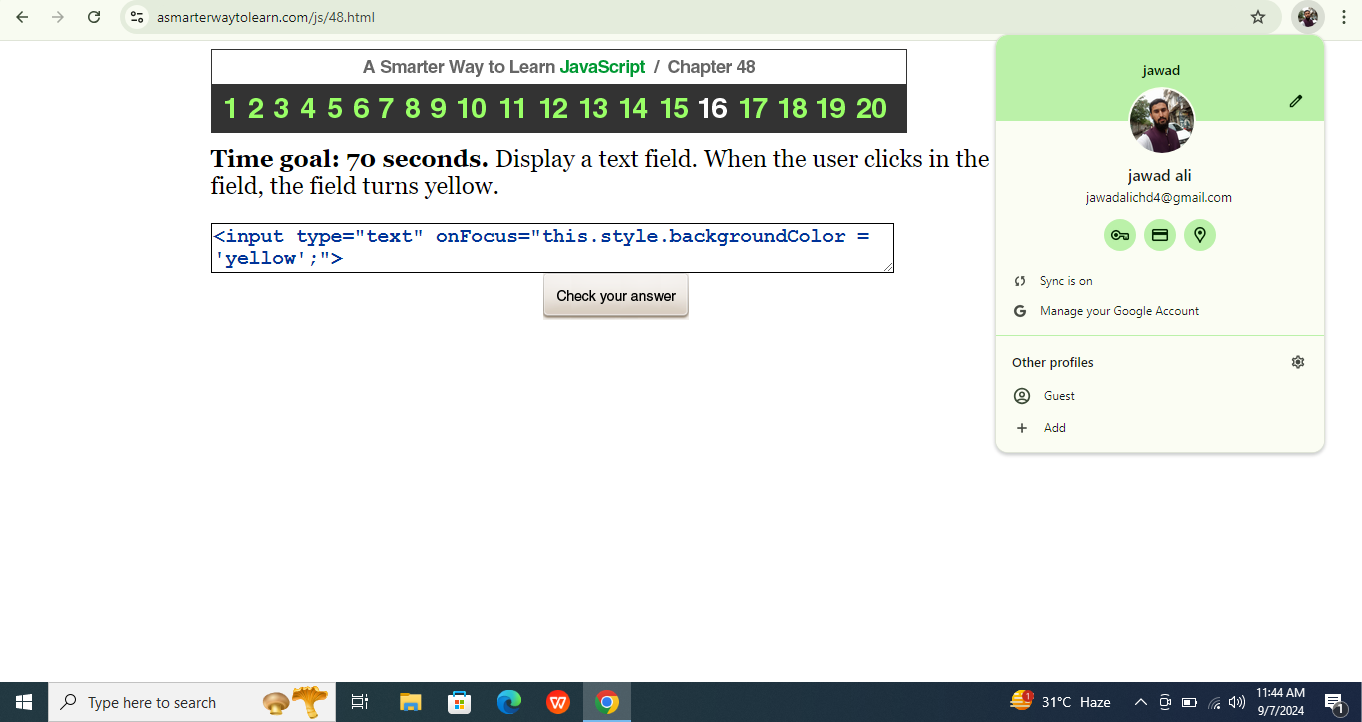 asmarterwaytolearn.com/js/48.html
A Smarter Way to Learn JavaScript / Chapter 48
1 2 3 4 5 6 7 8 9 10 11 12 13 14 15 16 17 18 19 20
Time goal: 70 seconds. Display a text field. When the user clicks in the
field, the field turns yellow.
<input type="text" onFocus="this.style.backgroundColor =
'yellow';">
Check your answer
jawad
jawad ali
jawadalichd4@gmail.com
Sync is on
G Manage your Google Account
Other profiles
Guest
Add
Type here to search
W
1
31°C Haze
11:44 AM
9/7/2024
1